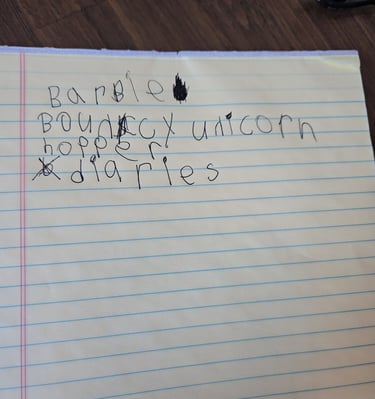 Barbie
Bouncy unicorn
hopper
diaries